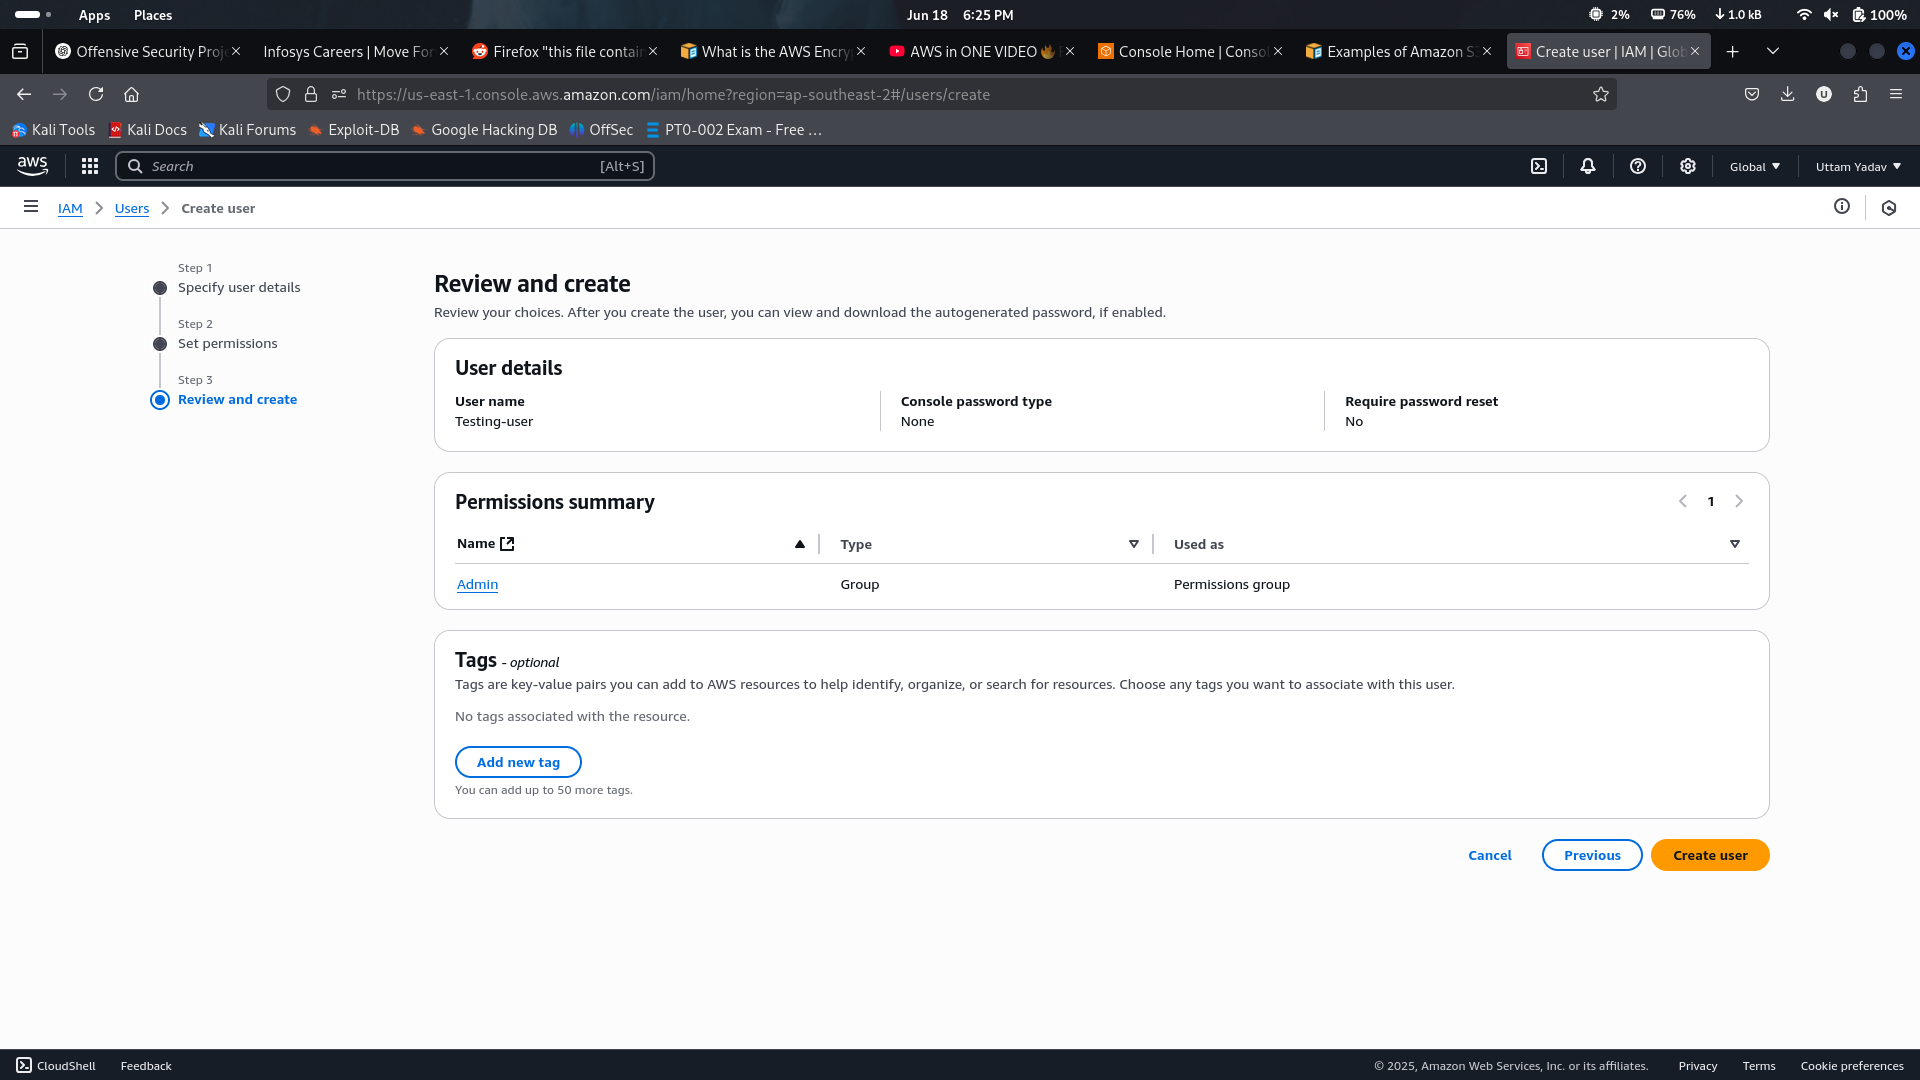 Apps Places Jun 18 6:25 PM 2% 76% 1.0 kB 100%
Offensive Security Proje Infosys Careers | Move For Firefox "this file contain What is the AWS Encryp AWS in ONE VIDEO Console Home | Consol Examples of Amazon S3 Create user | IAM | Glob
https://us-east-1.console.aws.amazon.com/iam/home?region=ap-southeast-2#/users/create
Kali Tools Kali Docs Kali Forums Exploit-DB Google Hacking DB OffSec PT0-002 Exam - Free …
aws Search [Alt+S] Global Uttam Yadav
IAM Users Create user
Step 1
Specify user details
Step 2
Set permissions
Step 3
Review and create
Review and create
Review your choices. After you create the user, you can view and download the autogenerated password, if enabled.
User details
User name Console password type Require password reset
Testing-user None No
Permissions summary 1
Name Type Used as
Admin Group Permissions group
Tags - optional
Tags are key-value pairs you can add to AWS resources to help identify, organize, or search for resources. Choose any tags you want to associate with this user.
No tags associated with the resource.
Add new tag
You can add up to 50 more tags.
Cancel Previous Create user
CloudShell Feedback © 2025, Amazon Web Services, Inc. or its affiliates. Privacy Terms Cookie preferences